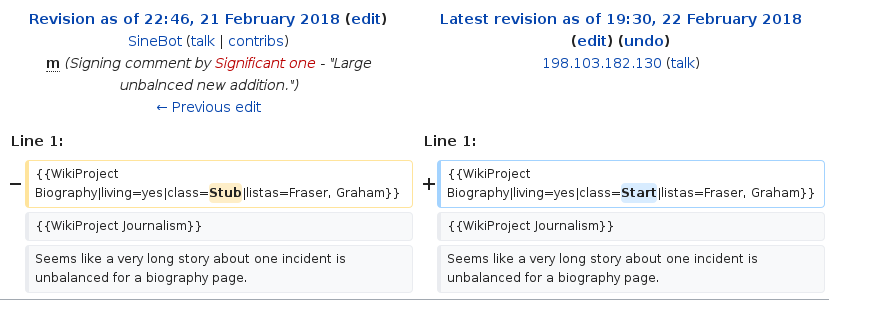 Revision as of 22:46, 21 February 2018 (edit)
SineBot (talk | contribs)
m (Signing comment by Significant one - "Large
unbalnced new addition.")
← Previous edit
Latest revision as of 19:30, 22 February 2018
(edit) (undo)
198.103.182.130 (talk)
Line 1:
Line 1:
− {{WikiProject
Biography|living=yes|class=Stub|listas=Fraser, Graham}}
+ {{WikiProject
Biography|living=yes|class=Start|listas=Fraser, Graham}}
{{WikiProject Journalism}}
{{WikiProject Journalism}}
Seems like a very long story about one incident is
unbalanced for a biography page.
Seems like a very long story about one incident is
unbalanced for a biography page.